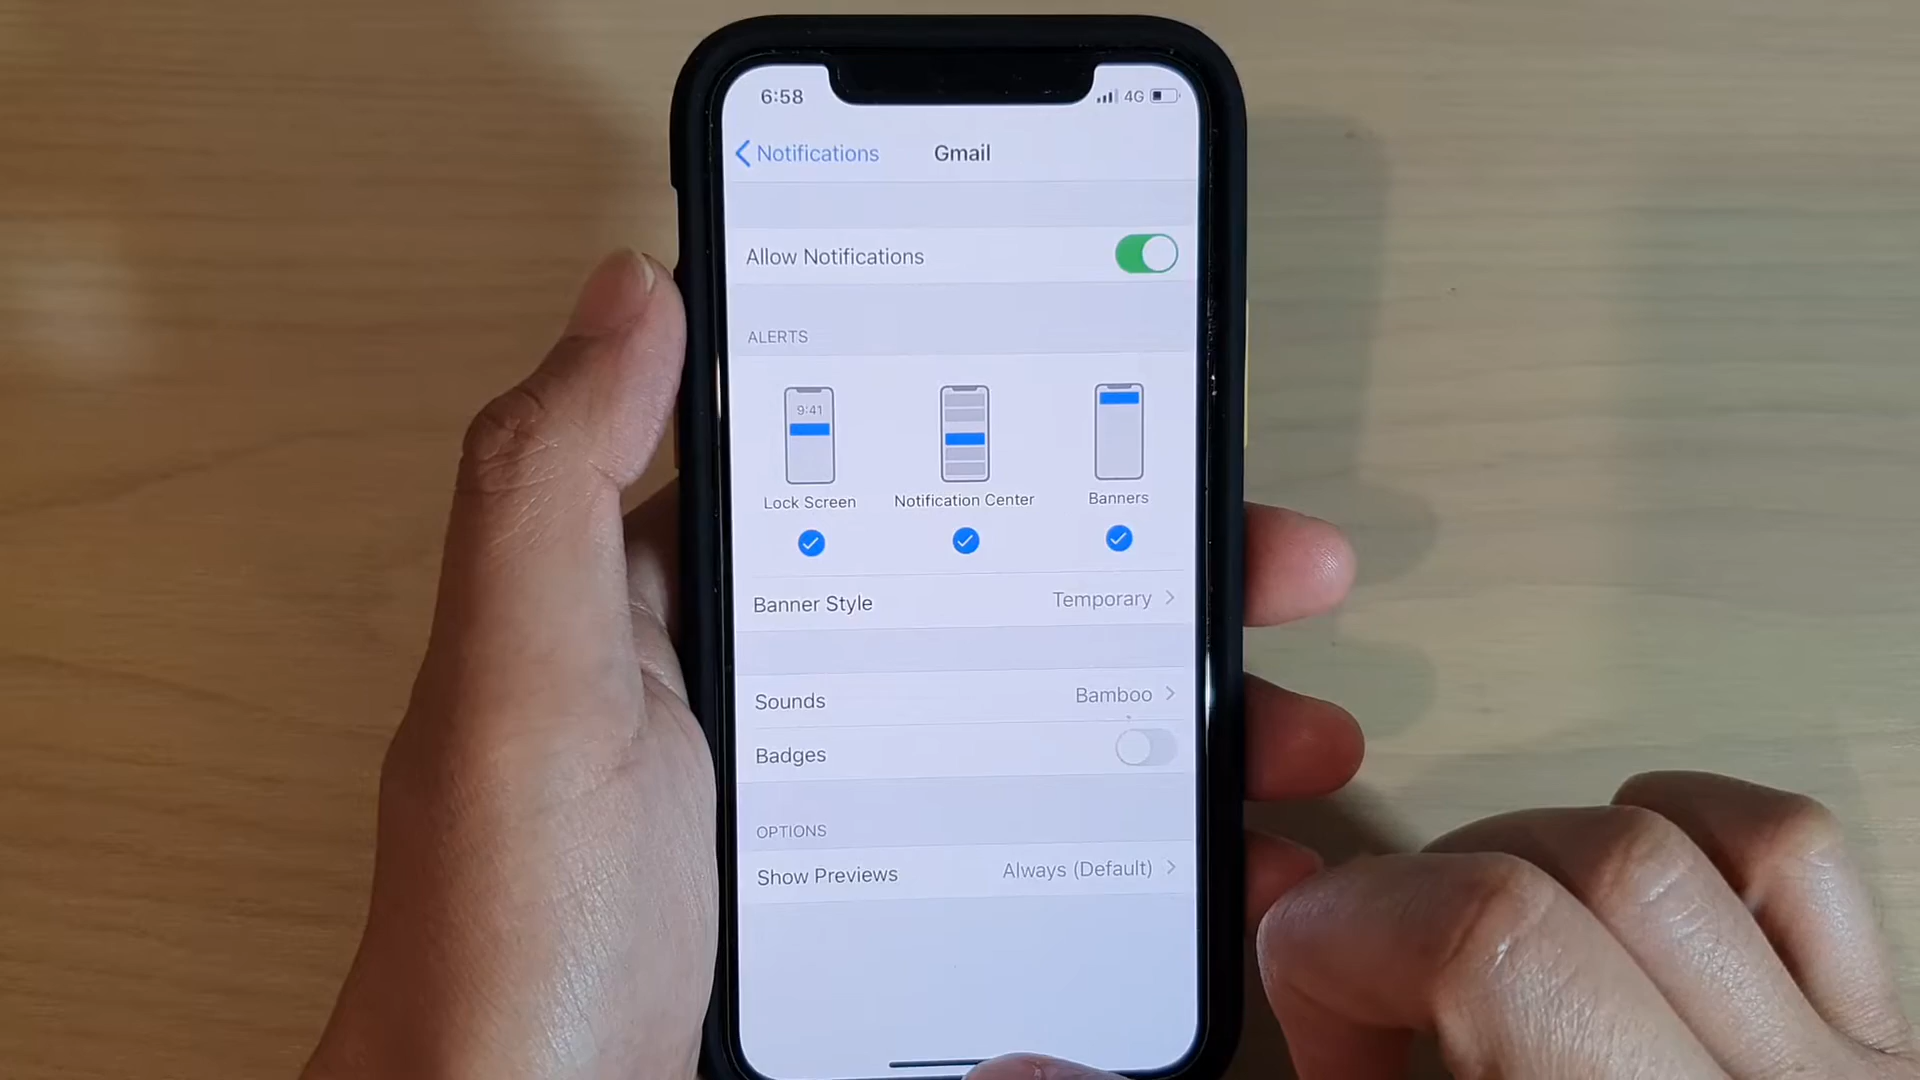 6:58 4G
Notifications Gmail
Allow Notifications
ALERTS
9:41
Lock Screen Notification Center Banners
Banner Style Temporary
Sounds Bamboo
Badges
OPTIONS
Show Previews Always (Default)